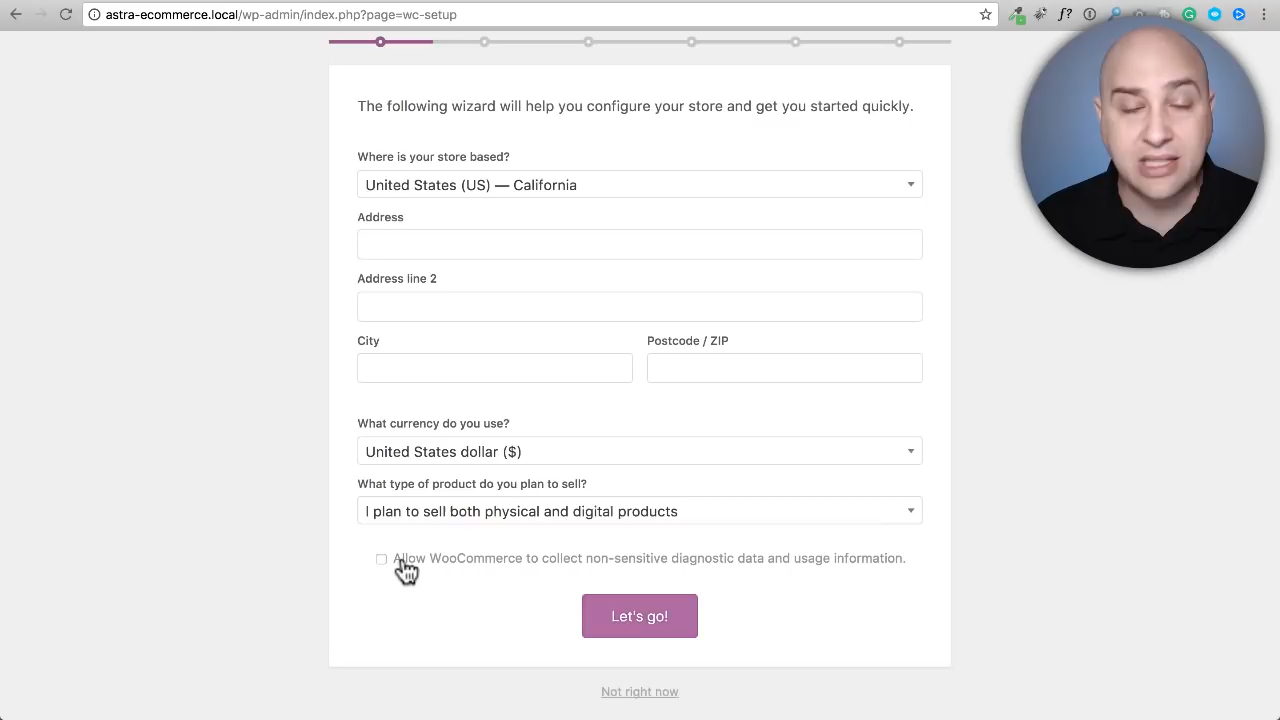 astra-ecommerce.local/wp-admin/index.php?page=wc-setup
f?
The following wizard will help you configure your store and get you started quickly.
Where is your store based?
United States (US) — California
Address
Address line 2
City
Postcode / ZIP
What currency do you use?
United States dollar ($)
What type of product do you plan to sell?
I plan to sell both physical and digital products
Allow WooCommerce to collect non-sensitive diagnostic data and usage information.
Let's go!
Not right now